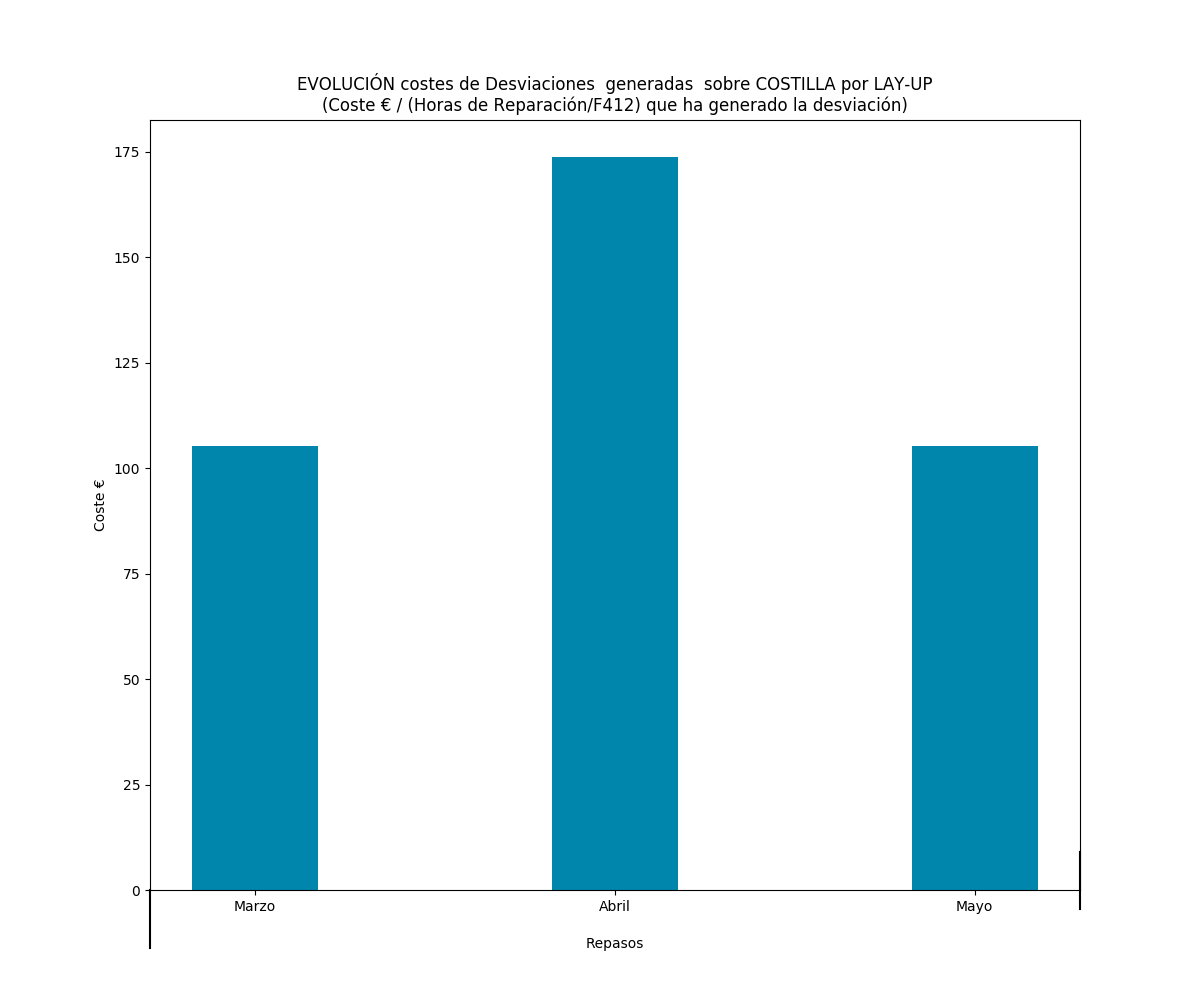 EVOLUCIÓN costes de Desviaciones  generadas  sobre COSTILLA por LAY-UP
(Coste € / (Horas de Reparación/F412) que ha generado la desviación)
175
150
125
100
75
50
25
0
Coste €
Marzo
Abril
Mayo
Repasos